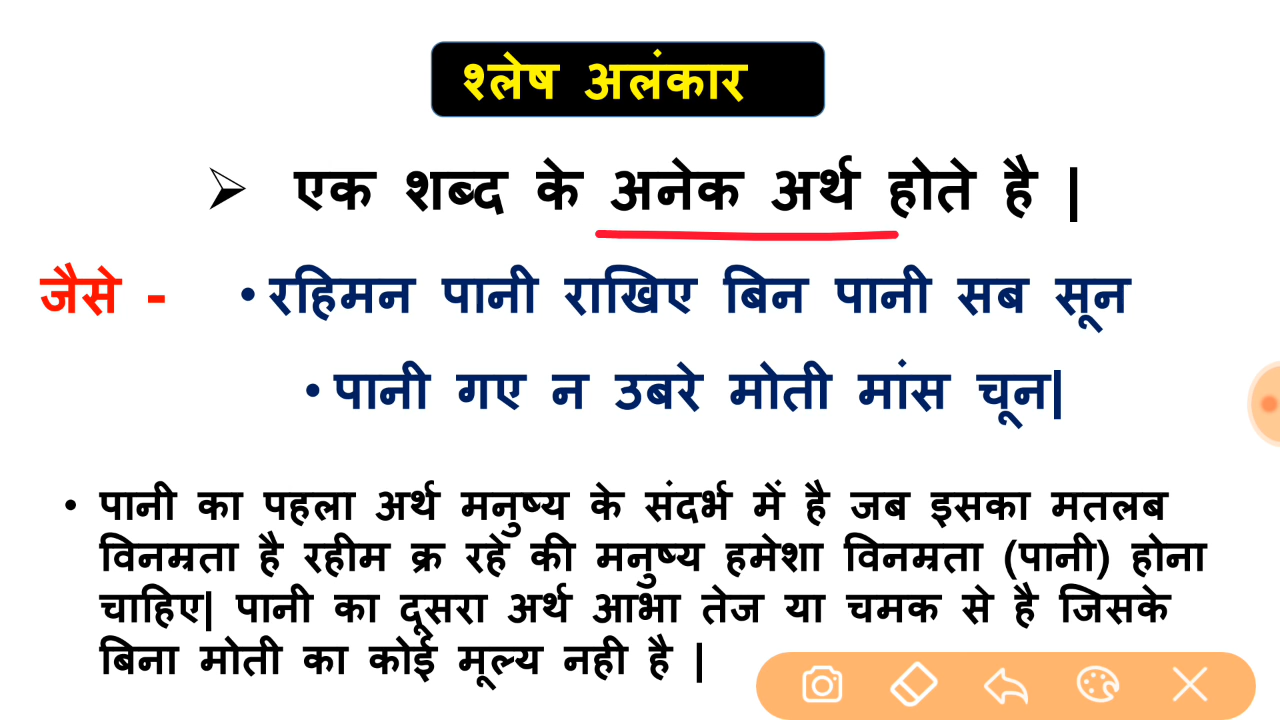 श्लेष अलंकार
➢ एक शब्द के अनेक अर्थ होते है |
जैसे - • रहिमन पानी राखिए बिन पानी सब सून
• पानी गए न उबरे मोती मांस चून|
• पानी का पहला अर्थ मनुष्य के संदर्भ में है जब इसका मतलब
विनम्रता है रहीम क्र रहे की मनुष्य हमेशा विनम्रता (पानी) होना
चाहिए| पानी का दूसरा अर्थ आभा तेज या चमक से है जिसके
बिना मोती का कोई मूल्य नही है |